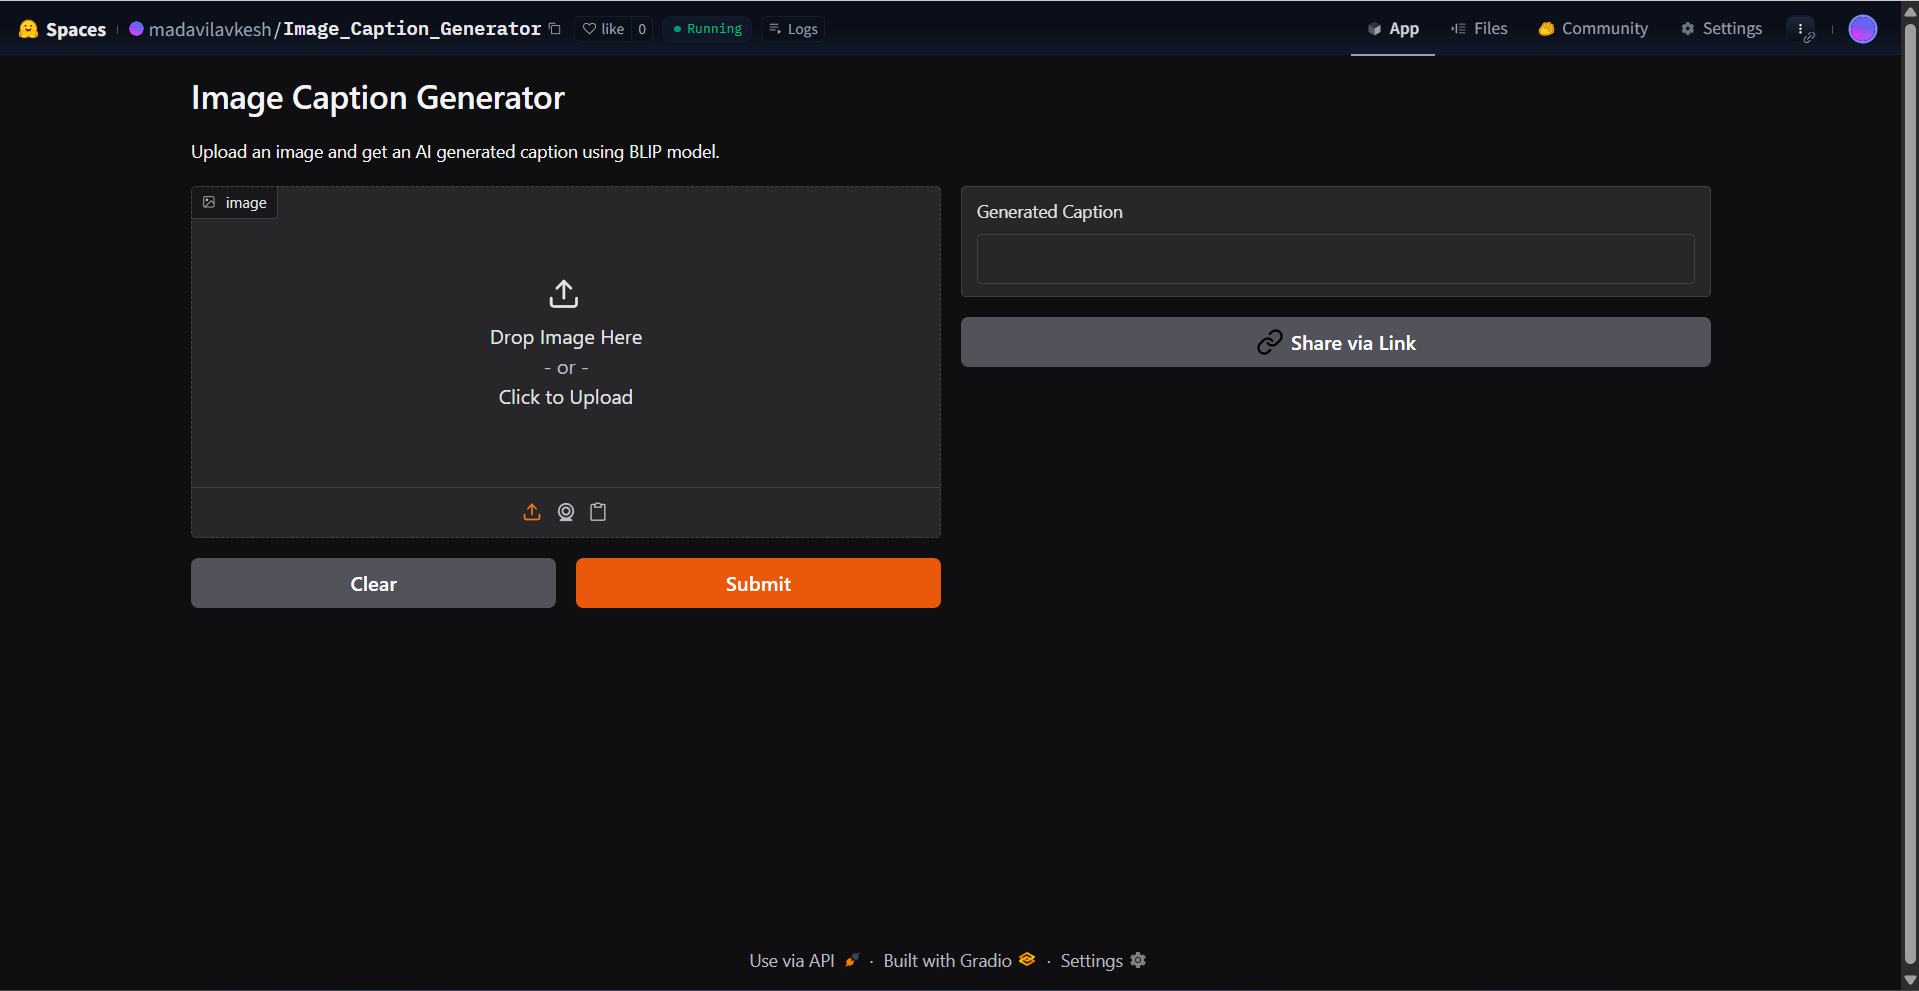 Spaces madavilavkesh/Image_Caption_Generator like 0 Running Logs App Files Community Settings
Image Caption Generator
Upload an image and get an AI generated caption using BLIP model.
image
Drop Image Here
- or -
Click to Upload
Clear Submit
Generated Caption
Share via Link
Use via API · Built with Gradio · Settings